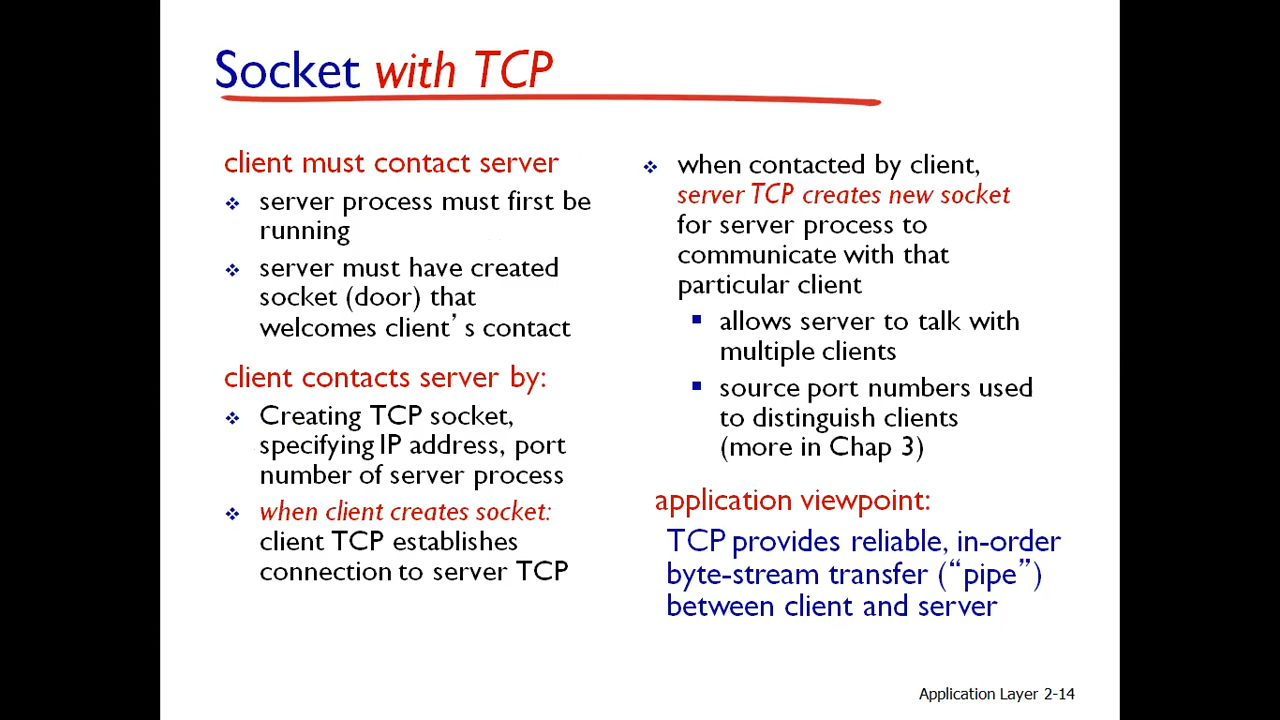 Socket with TCP
client must contact server
❖ server process must first be
running
❖ server must have created
socket (door) that
welcomes client’s contact
client contacts server by:
❖ Creating TCP socket,
specifying IP address, port
number of server process
❖ when client creates socket:
client TCP establishes
connection to server TCP
❖ when contacted by client,
server TCP creates new socket
for server process to
communicate with that
particular client
▪ allows server to talk with
multiple clients
▪ source port numbers used
to distinguish clients
(more in Chap 3)
application viewpoint:
TCP provides reliable, in-order
byte-stream transfer (“pipe”)
between client and server
Application Layer 2-14